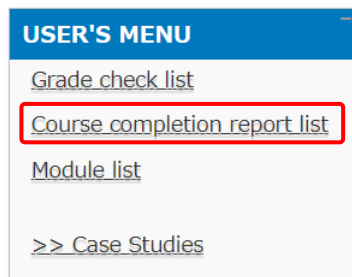 USER'S MENU
Grade check list
Course completion report list
Module list
>> Case Studies